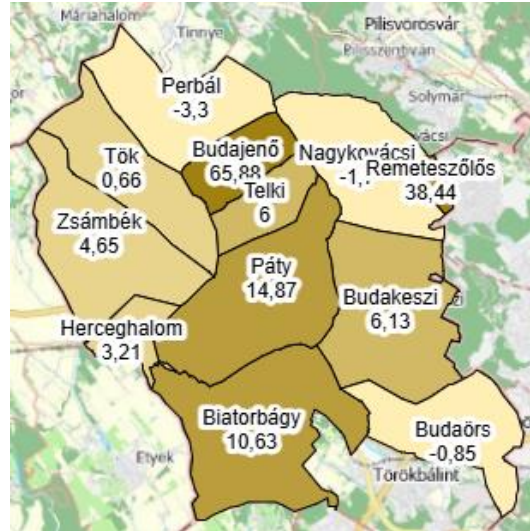 Máriahalom
Tinnye
Pilisvörösvár
Pilisszentiván
Solymár
Perbál
-3,3
Budajenő
65,88
Nagykovácsi
Remeteszőlős
38,44
Tök
0,66
Telki
6
Zsámbék
4,65
Páty
14,87
Budakeszi
6,13
Herceghalom
3,21
Biatorbágy
10,63
Budaörs
-0,85
Etyek
Törökbálint